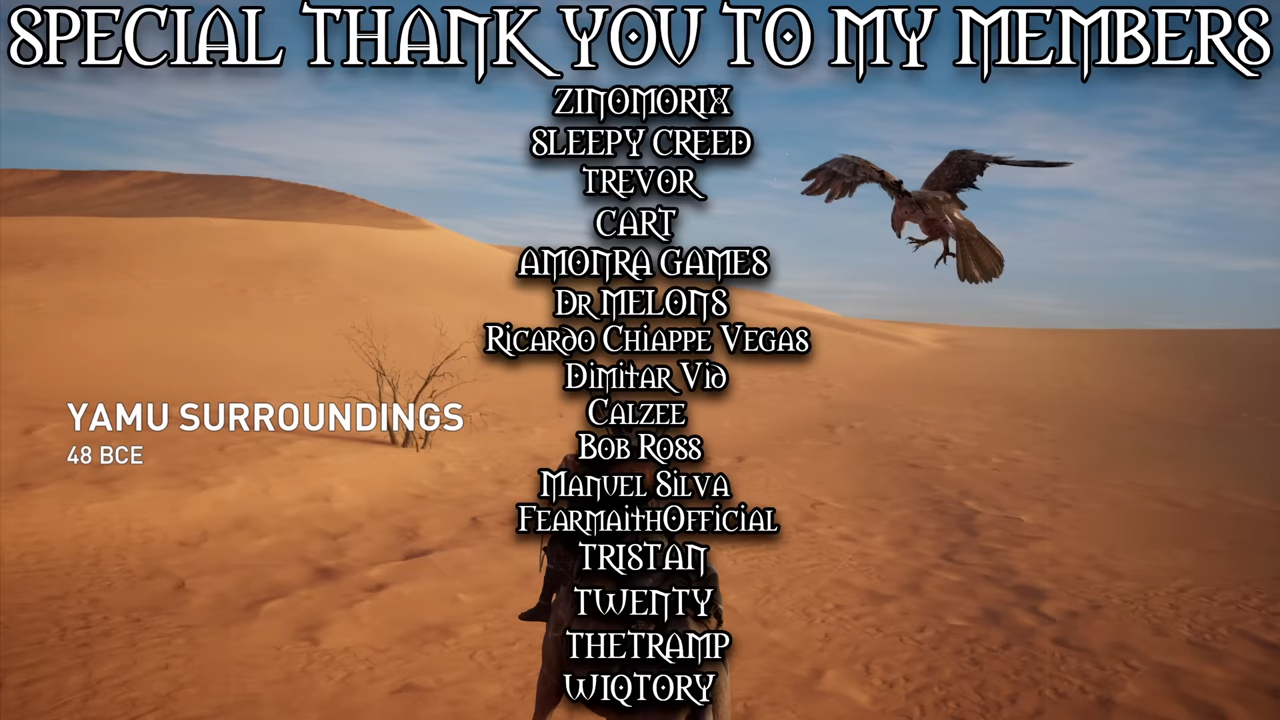 SPECIAL THANK YOU TO MY MEMBERS
ZINOMORIX
SLEEPY CREED
TREVOR
CART
AMONRA GAMES
DR MELONS
Ricardo Chiappe Vegas
Dimitar Vid
Calzee
Bob Ross
Manuel Silva
FearmaithOfficial
TRISTAN
TWENTY
THETRAMP
WIQTORY
YAMU SURROUNDINGS
48 BCE